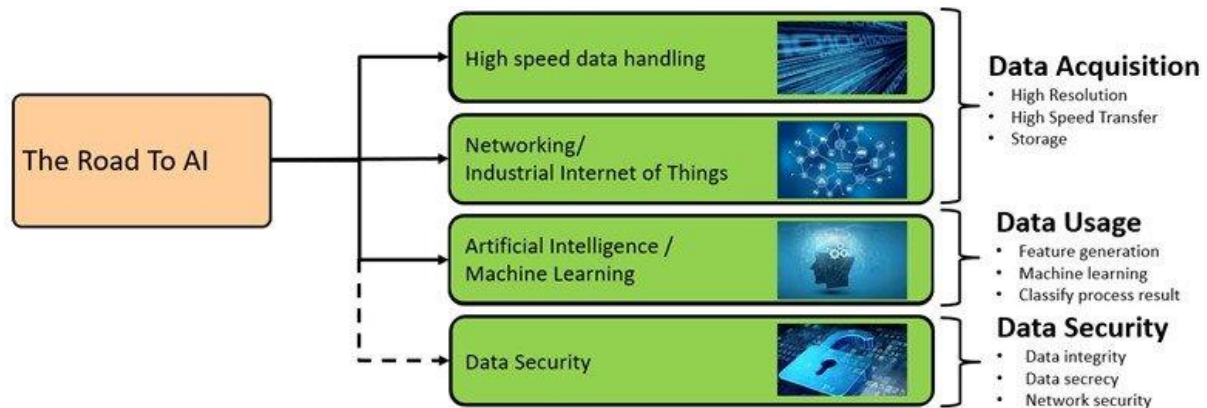 The Road To AI
High speed data handling
Networking/
Industrial Internet of Things
Artificial Intelligence /
Machine Learning
Data Security
Data Acquisition
• High Resolution
• High Speed Transfer
• Storage
Data Usage
• Feature generation
• Machine learning
• Classify process result
Data Security
• Data integrity
• Data secrecy
• Network security